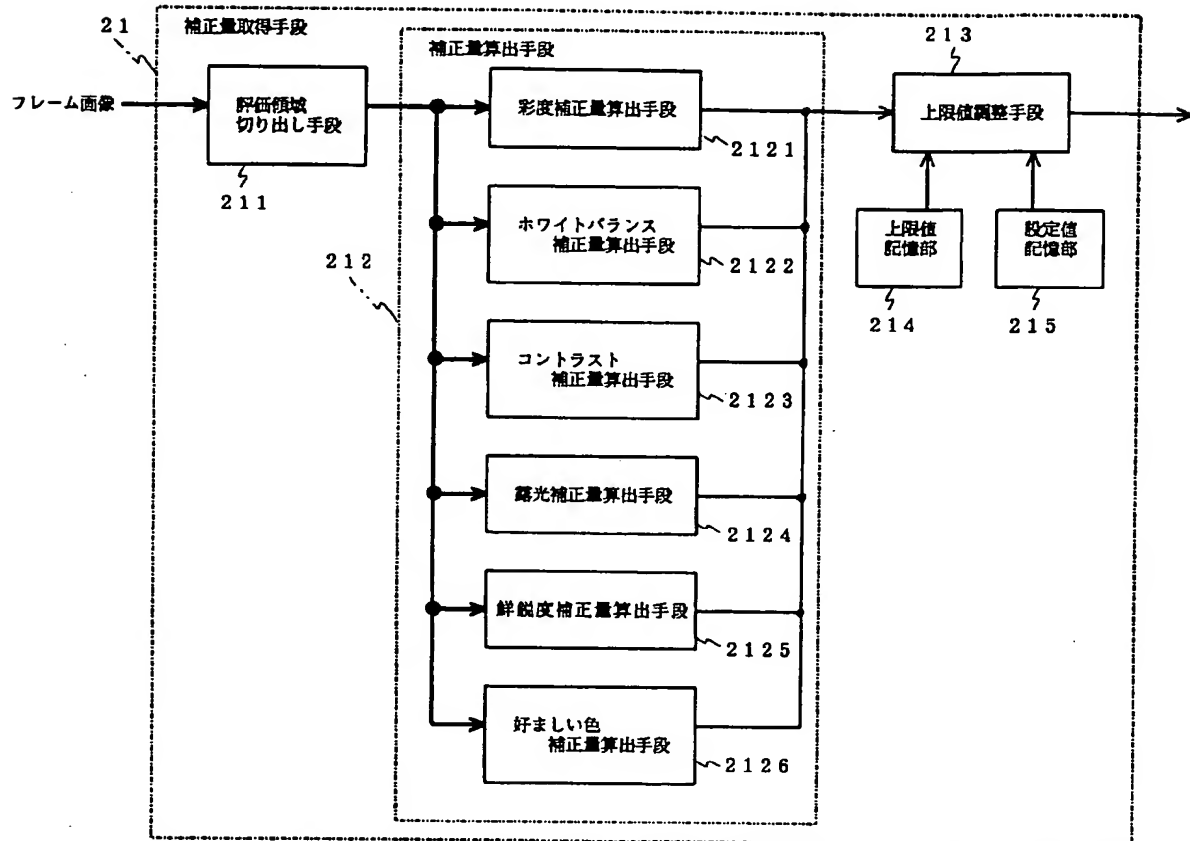 21
補正量取得手段
フレーム画像
評価領域
切り出し手段
211
212
補正量算出手段
彩度補正量算出手段
2121
ホワイトバランス
補正量算出手段
2122
コントラスト
補正量算出手段
2123
露光補正量算出手段
2124
鮮鋭度補正量算出手段
2125
好ましい色
補正量算出手段
2126
213
上限値調整手段
上限値
記憶部
214
設定値
記憶部
215